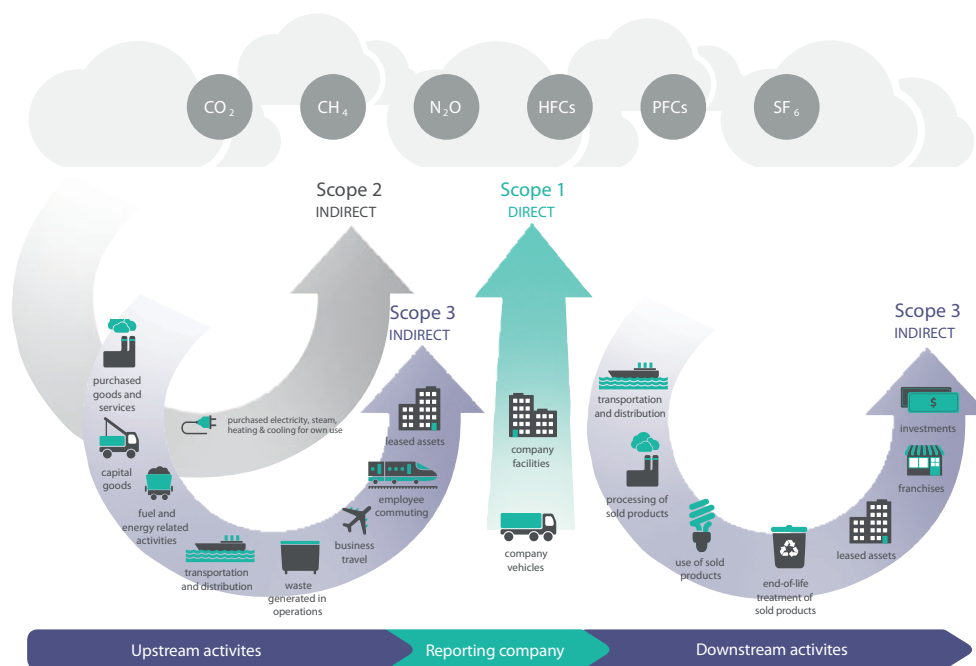 CO2
CH4
N2O
HFCs
PFCs
SF6
Scope 2
INDIRECT
Scope 1
DIRECT
Scope 3
INDIRECT
Scope 3
INDIRECT
purchased
goods and
services
capital
goods
fuel and
energy related
activities
transportation
and distribution
waste
generated in
operations
business
travel
employee
commuting
leased assets
purchased electricity, steam,
heating & cooling for own use
company
facilities
company
vehicles
transportation
and distribution
processing of
sold products
use of sold
products
end-of-life
treatment of
sold products
leased assets
franchises
$
investments
Upstream activites
Reporting company
Downstream activites